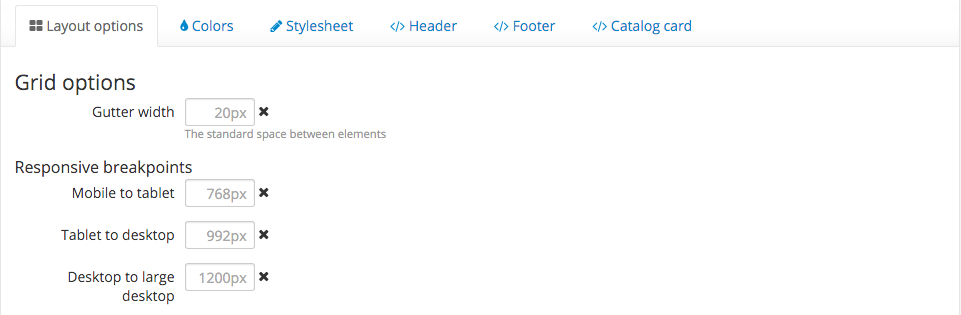 Layout options Colors Stylesheet </> Header </> Footer </> Catalog card
Grid options
Gutter width 20px
The standard space between elements
Responsive breakpoints
Mobile to tablet 768px
Tablet to desktop 992px
Desktop to large 1200px
desktop